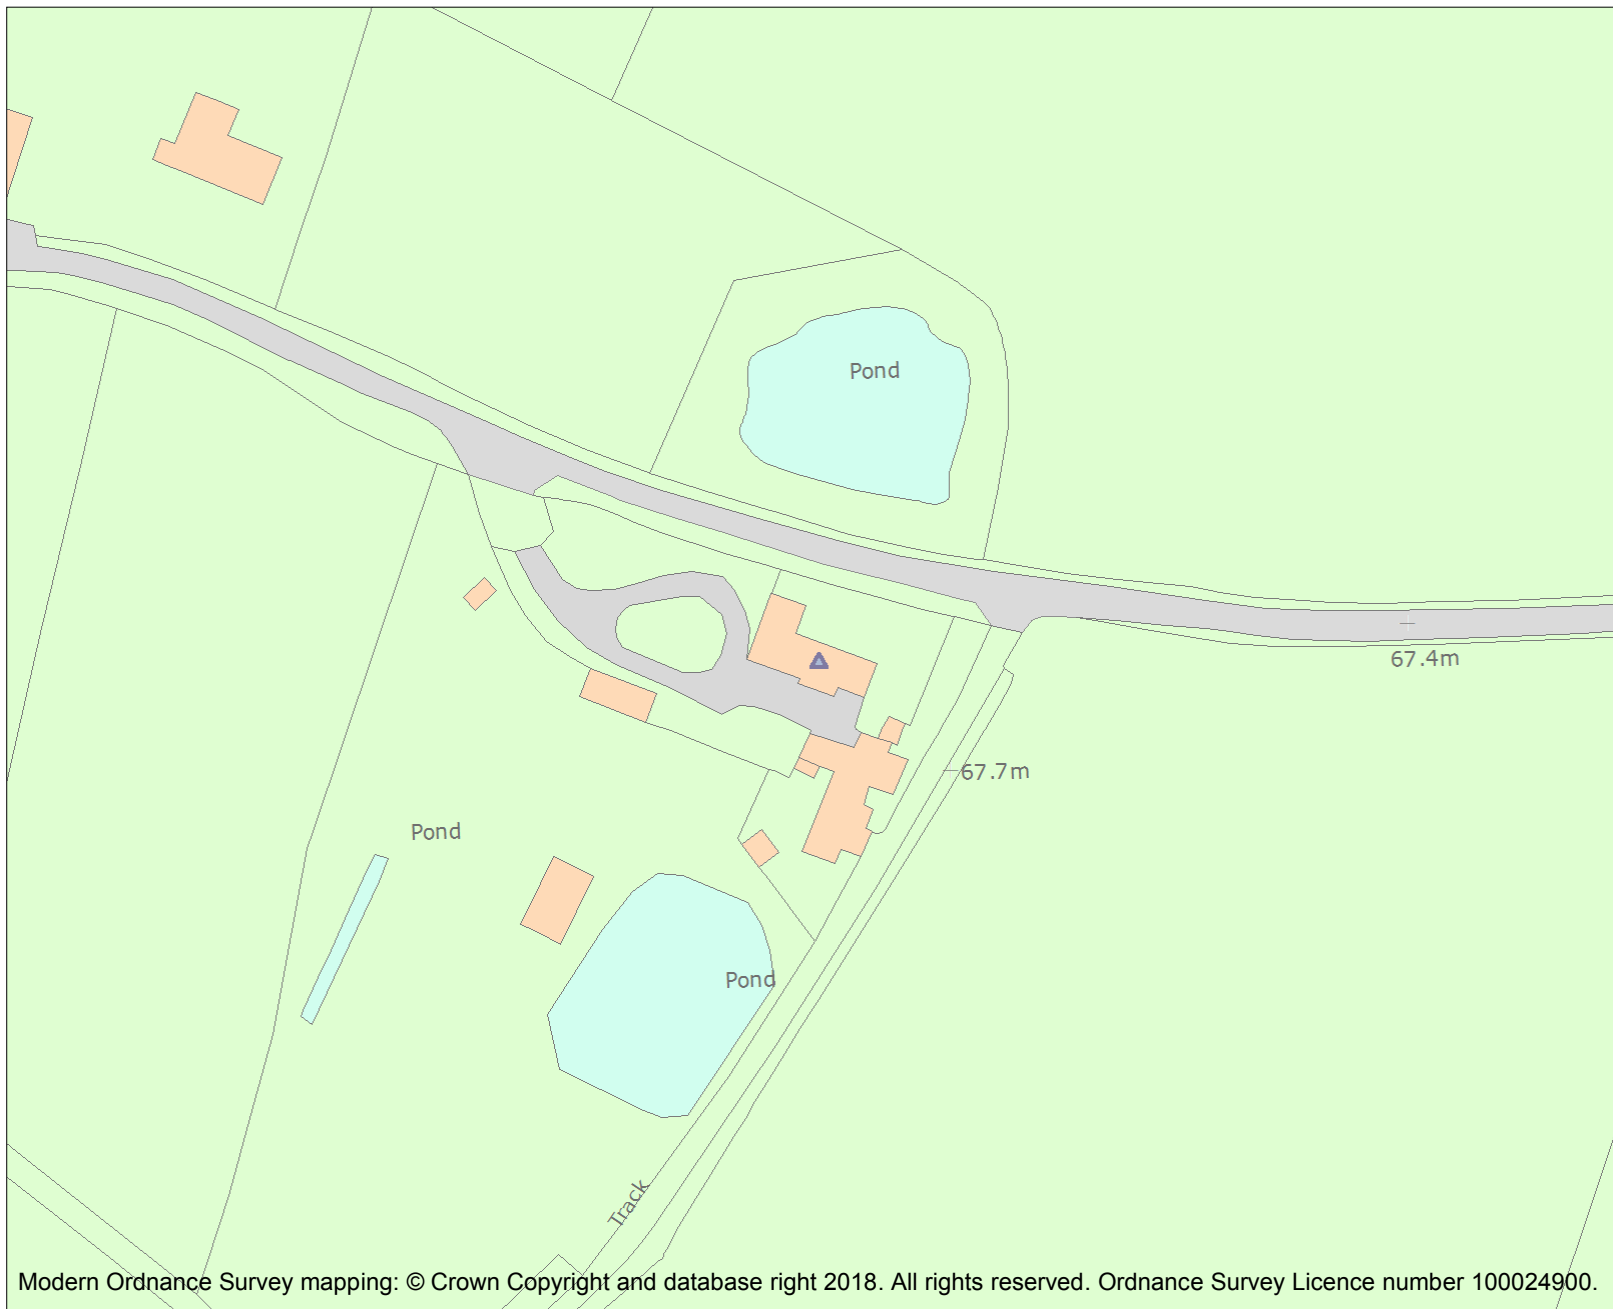 Pond
67.4m
67.7m
Pond
Pond
Track
Modern Ordnance Survey mapping: © Crown Copyright and database right 2018. All rights reserved. Ordnance Survey Licence number 100024900.